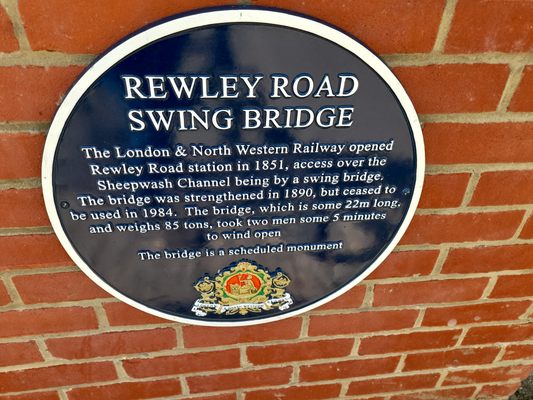 REWLEY ROAD
SWING BRIDGE
The London & North Western Railway opened
Rewley Road station in 1851, access over the
Sheepwash Channel being by a swing bridge.
The bridge was strengthened in 1890, but ceased to
be used in 1984. The bridge, which is some 22m long,
and weighs 85 tons, took two men some 5 minutes
to wind open
The bridge is a scheduled monument